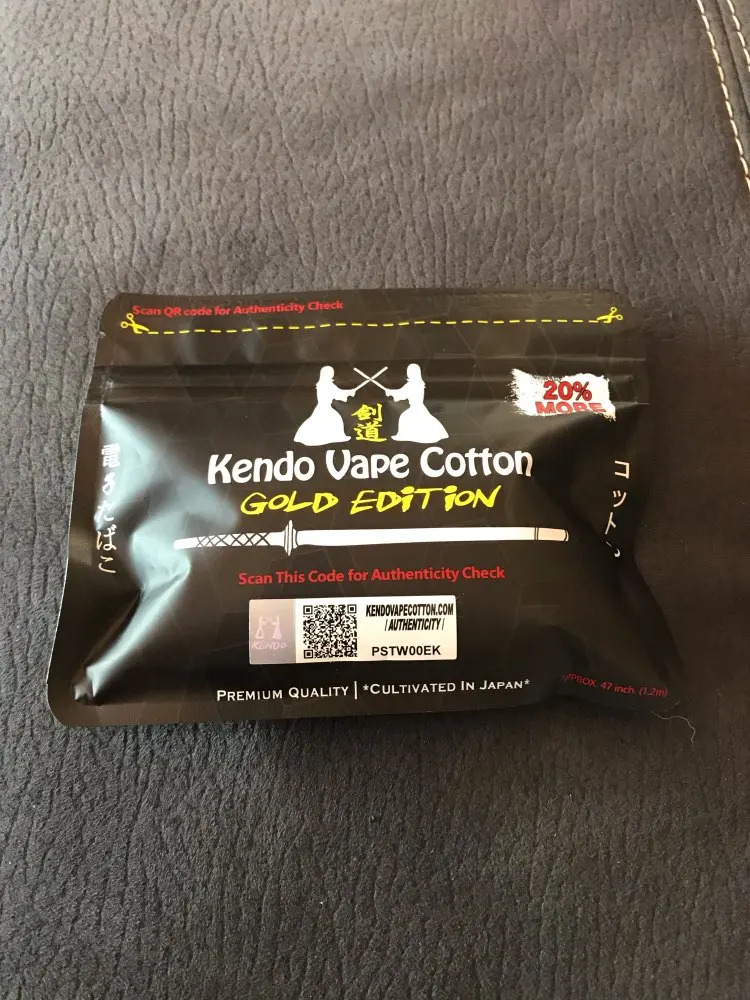 Scan QR code for Authenticity Check
20%
MORE
剣
道
Kendo Vape Cotton
GOLD EDITION
電子たばこ
コットン
Scan This Code for Authenticity Check
KENDO
KENDOVAPECOTTON.COM
/AUTHENTICITY/
PSTW00EK
PREMIUM QUALITY | *CULTIVATED IN JAPAN*
APPROX. 47 inch. (1.2m)